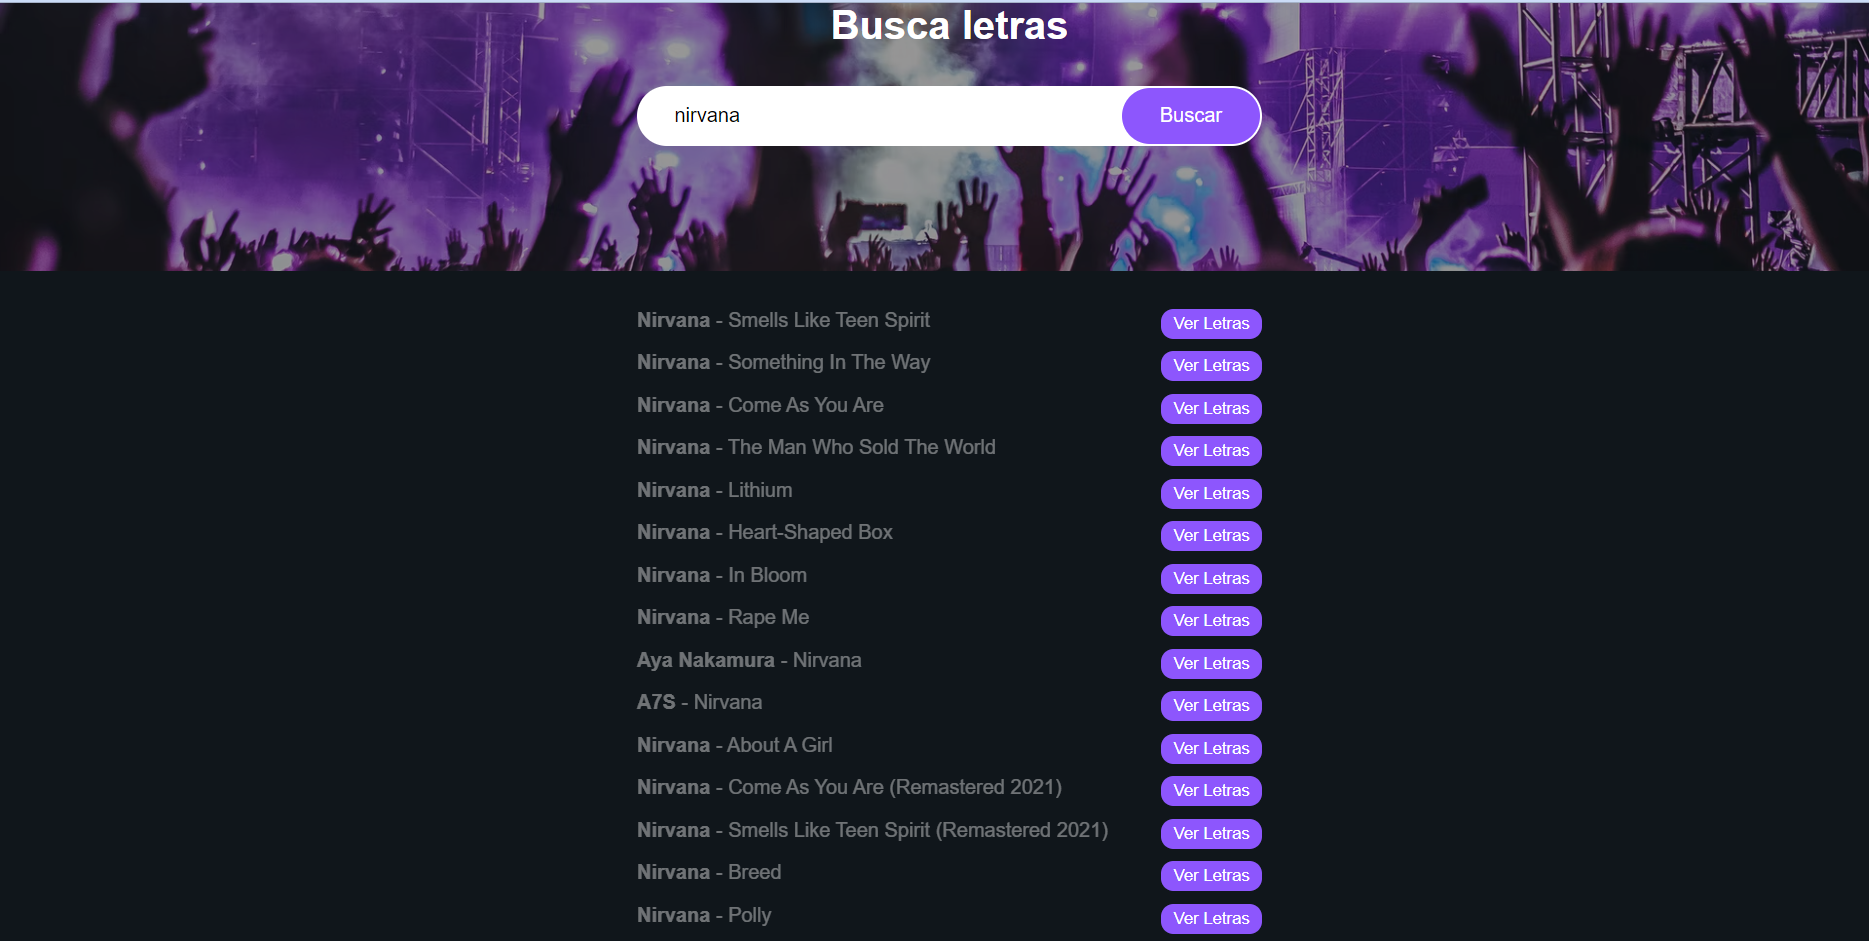 Busca letras
nirvana
Buscar
Nirvana - Smells Like Teen Spirit Ver Letras
Nirvana - Something In The Way Ver Letras
Nirvana - Come As You Are Ver Letras
Nirvana - The Man Who Sold The World Ver Letras
Nirvana - Lithium Ver Letras
Nirvana - Heart-Shaped Box Ver Letras
Nirvana - In Bloom Ver Letras
Nirvana - Rape Me Ver Letras
Aya Nakamura - Nirvana Ver Letras
A7S - Nirvana Ver Letras
Nirvana - About A Girl Ver Letras
Nirvana - Come As You Are (Remastered 2021) Ver Letras
Nirvana - Smells Like Teen Spirit (Remastered 2021) Ver Letras
Nirvana - Breed Ver Letras
Nirvana - Polly Ver Letras